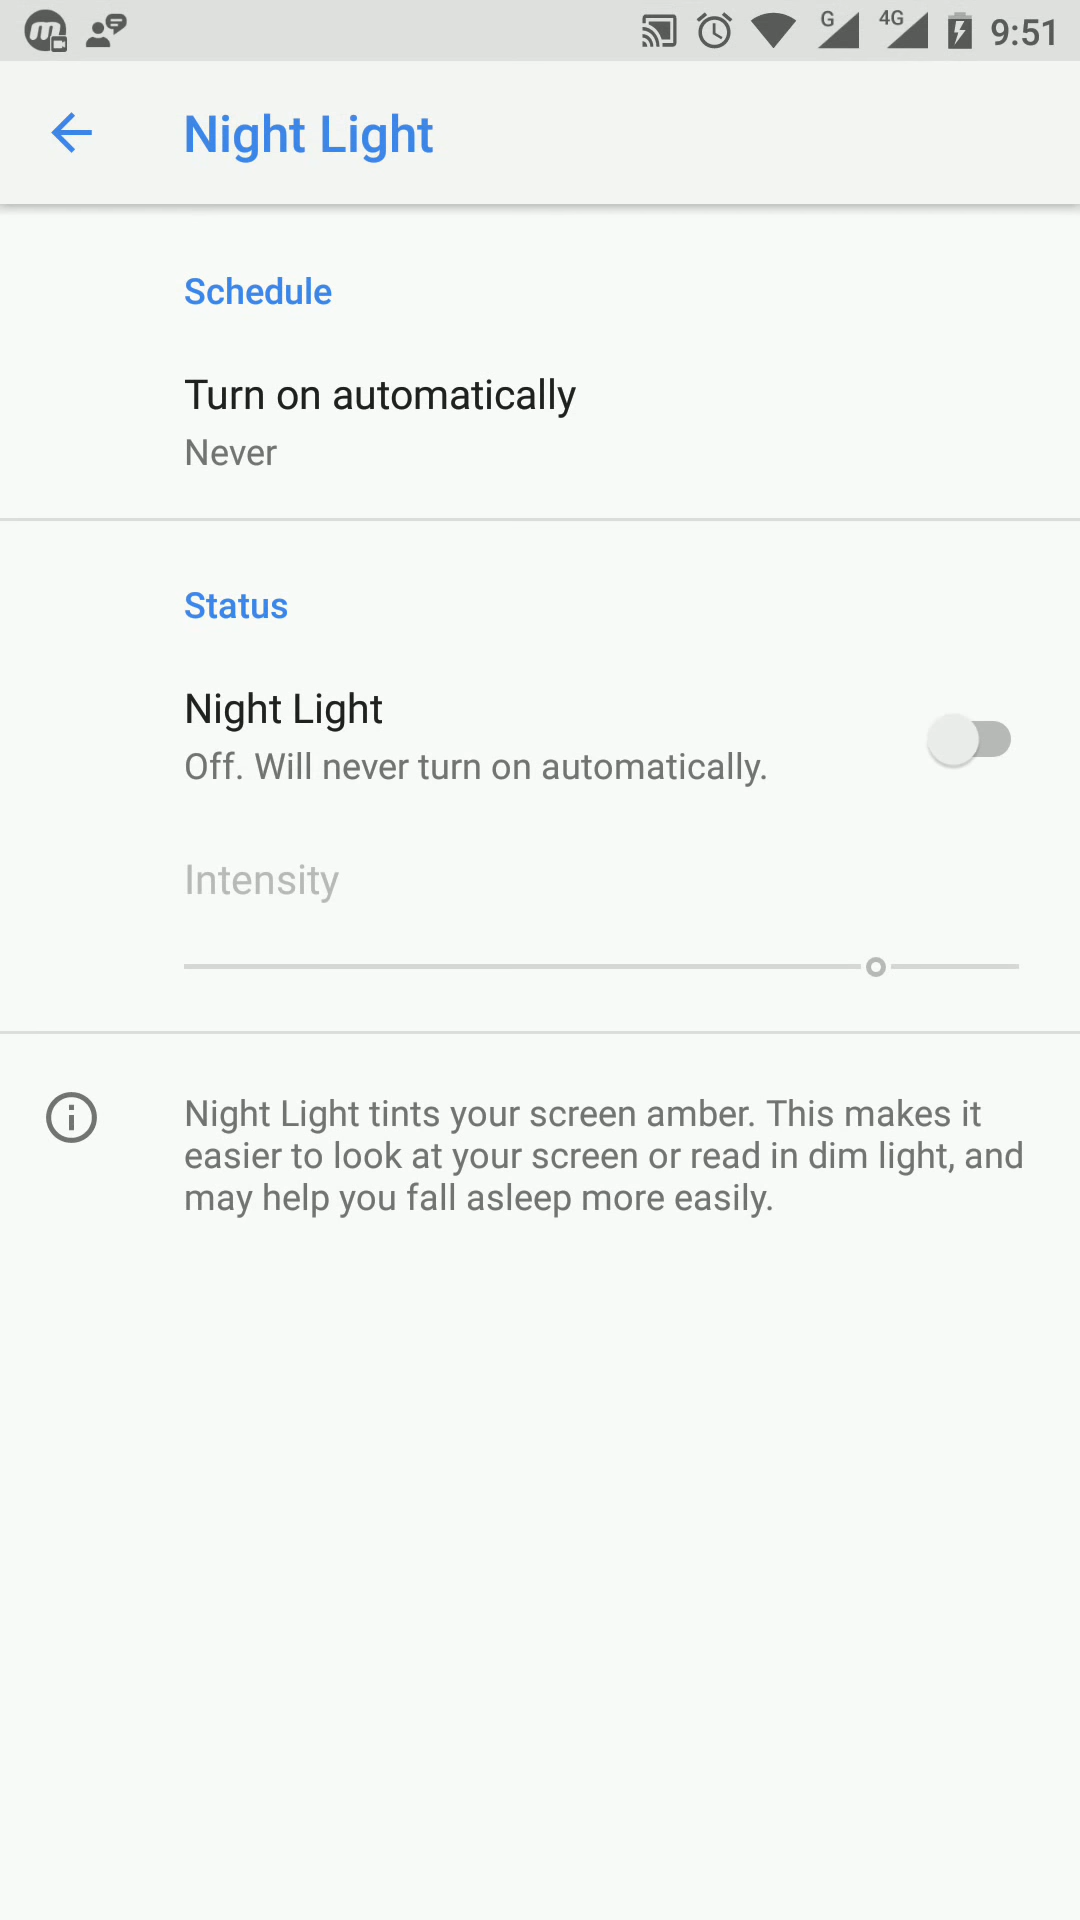 G 4G 9:51
Night Light
Schedule
Turn on automatically
Never
Status
Night Light
Off. Will never turn on automatically.
Intensity
Night Light tints your screen amber. This makes it
easier to look at your screen or read in dim light, and
may help you fall asleep more easily.